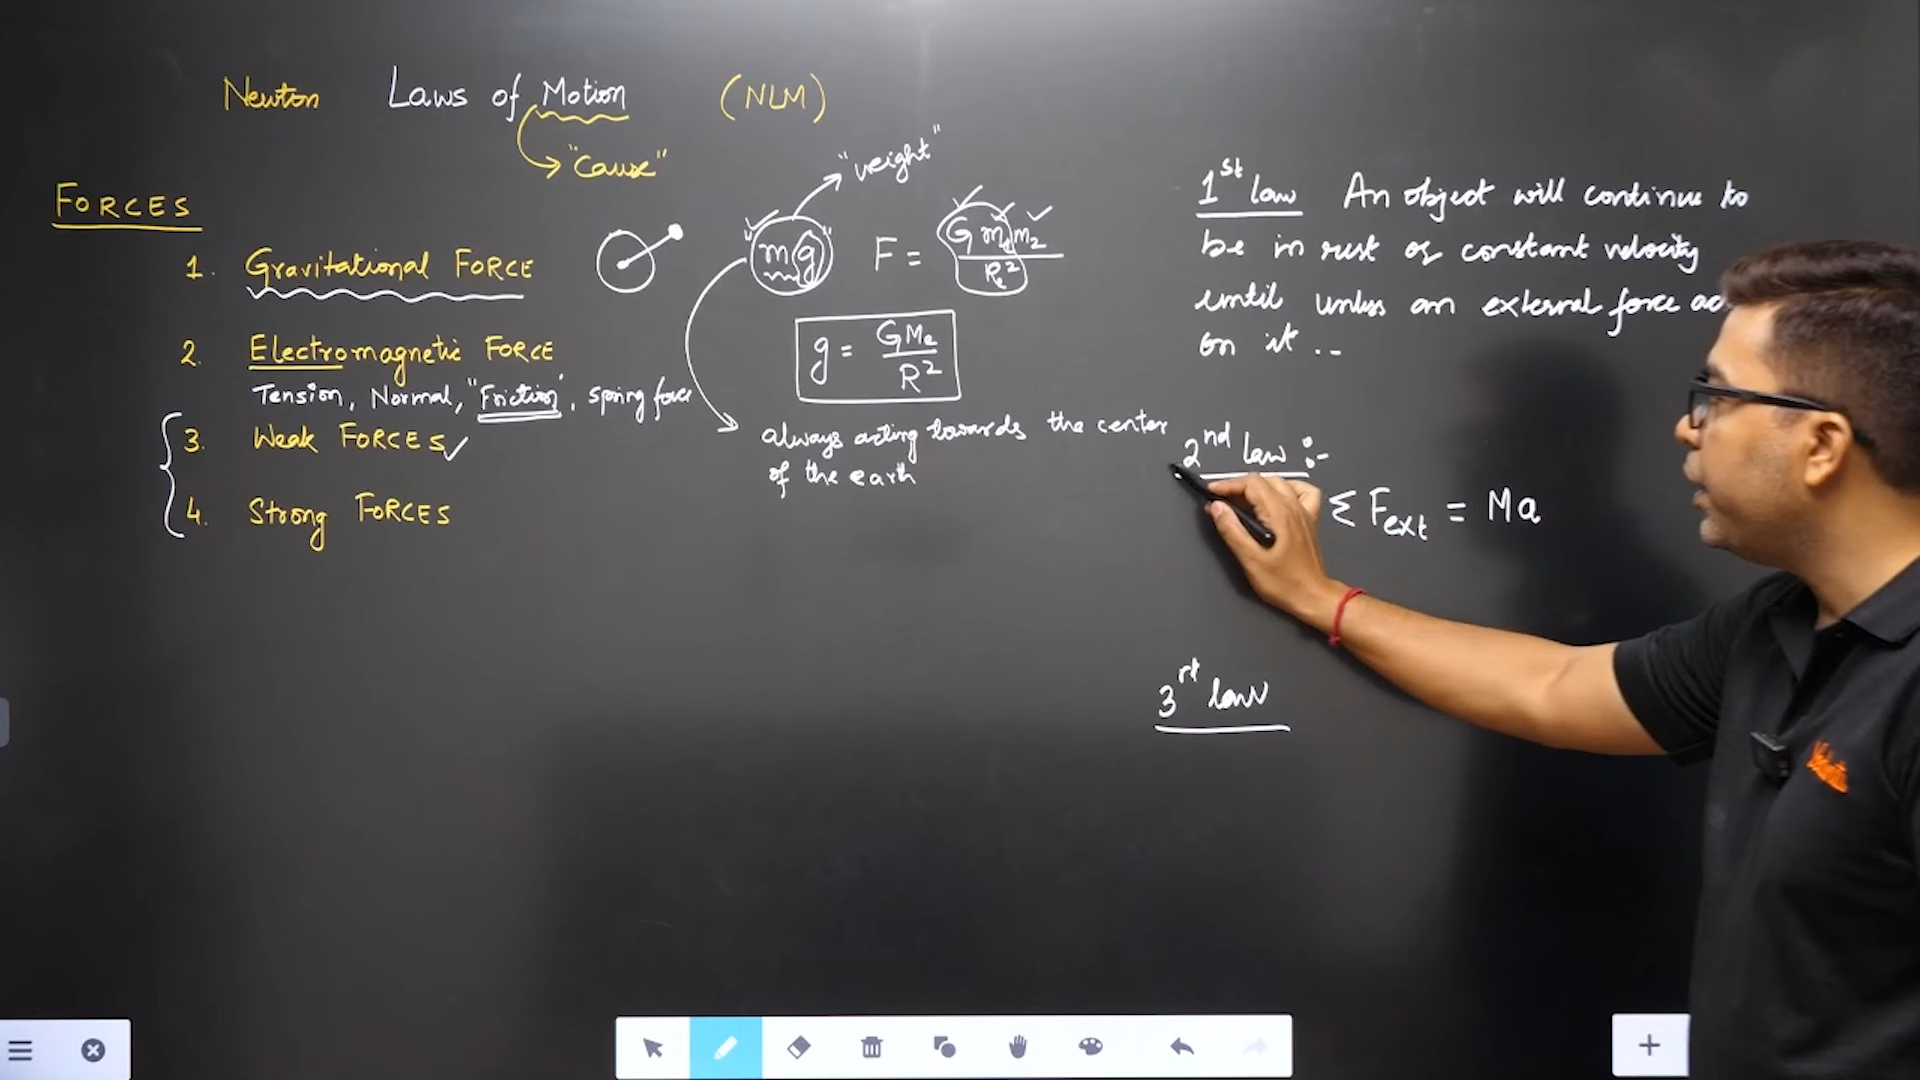 Newton Laws of Motion (NLM)
"Cause"
FORCES
1. Gravitational FORCE
2. Electromagnetic FORCE
Tension, Normal, "Friction", spring force
3. Weak FORCES
4. Strong FORCES
"weight"
"mg"
F = G m₁ m₂ / Re²
g = GMe / R²
always acting towards the center
of the earth
1st law An object will continue to
be in rest or constant velocity
until unless an external force
on it ..
2nd law :-
Σ Fext = Ma
3rd law